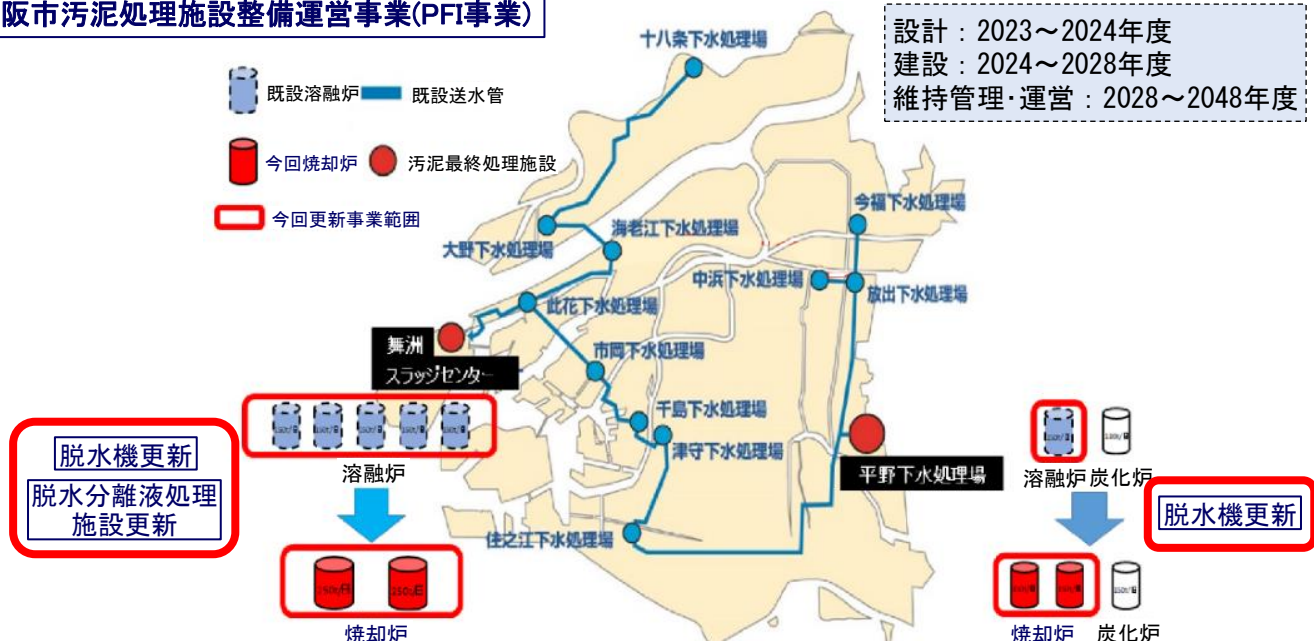 阪市汚泥処理施設整備運営事業(PFI事業)
設計：2023～2024年度
建設：2024～2028年度
維持管理・運営：2028～2048年度
既設溶融炉
既設送水管
今回焼却炉
汚泥最終処理施設
今回更新事業範囲
十八条下水処理場
大野下水処理場
海老江下水処理場
今福下水処理場
中浜下水処理場
放出下水処理場
此花下水処理場
舞洲
スラッジセンター
市岡下水処理場
千島下水処理場
津守下水処理場
平野下水処理場
住之江下水処理場
脱水機更新
脱水分離液処理
施設更新
溶融炉
焼却炉
溶融炉
炭化炉
脱水機更新
焼却炉
炭化炉
150t/日
150t/日